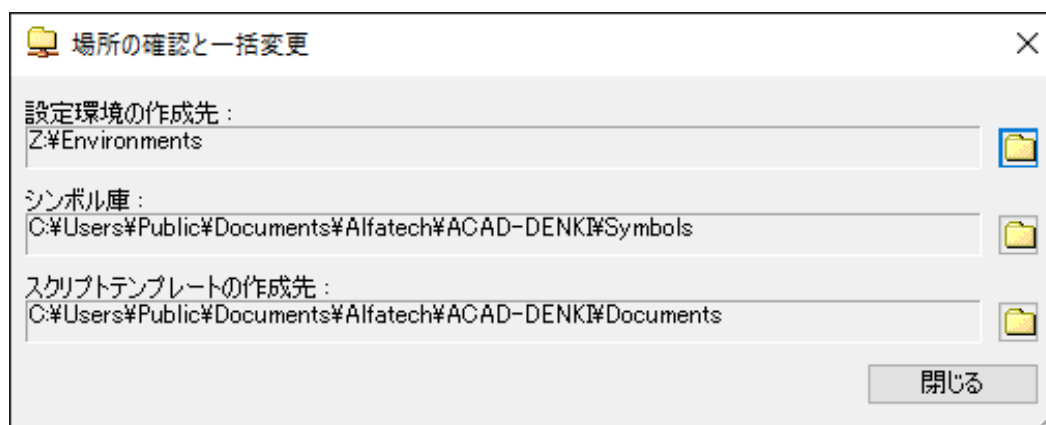 場所の確認と一括変更
設定環境の作成先：
Z:¥Environments
シンボル庫：
C:¥Users¥Public¥Documents¥Alfatech¥ACAD-DENKI¥Symbols
スクリプトテンプレートの作成先：
C:¥Users¥Public¥Documents¥Alfatech¥ACAD-DENKI¥Documents
閉じる